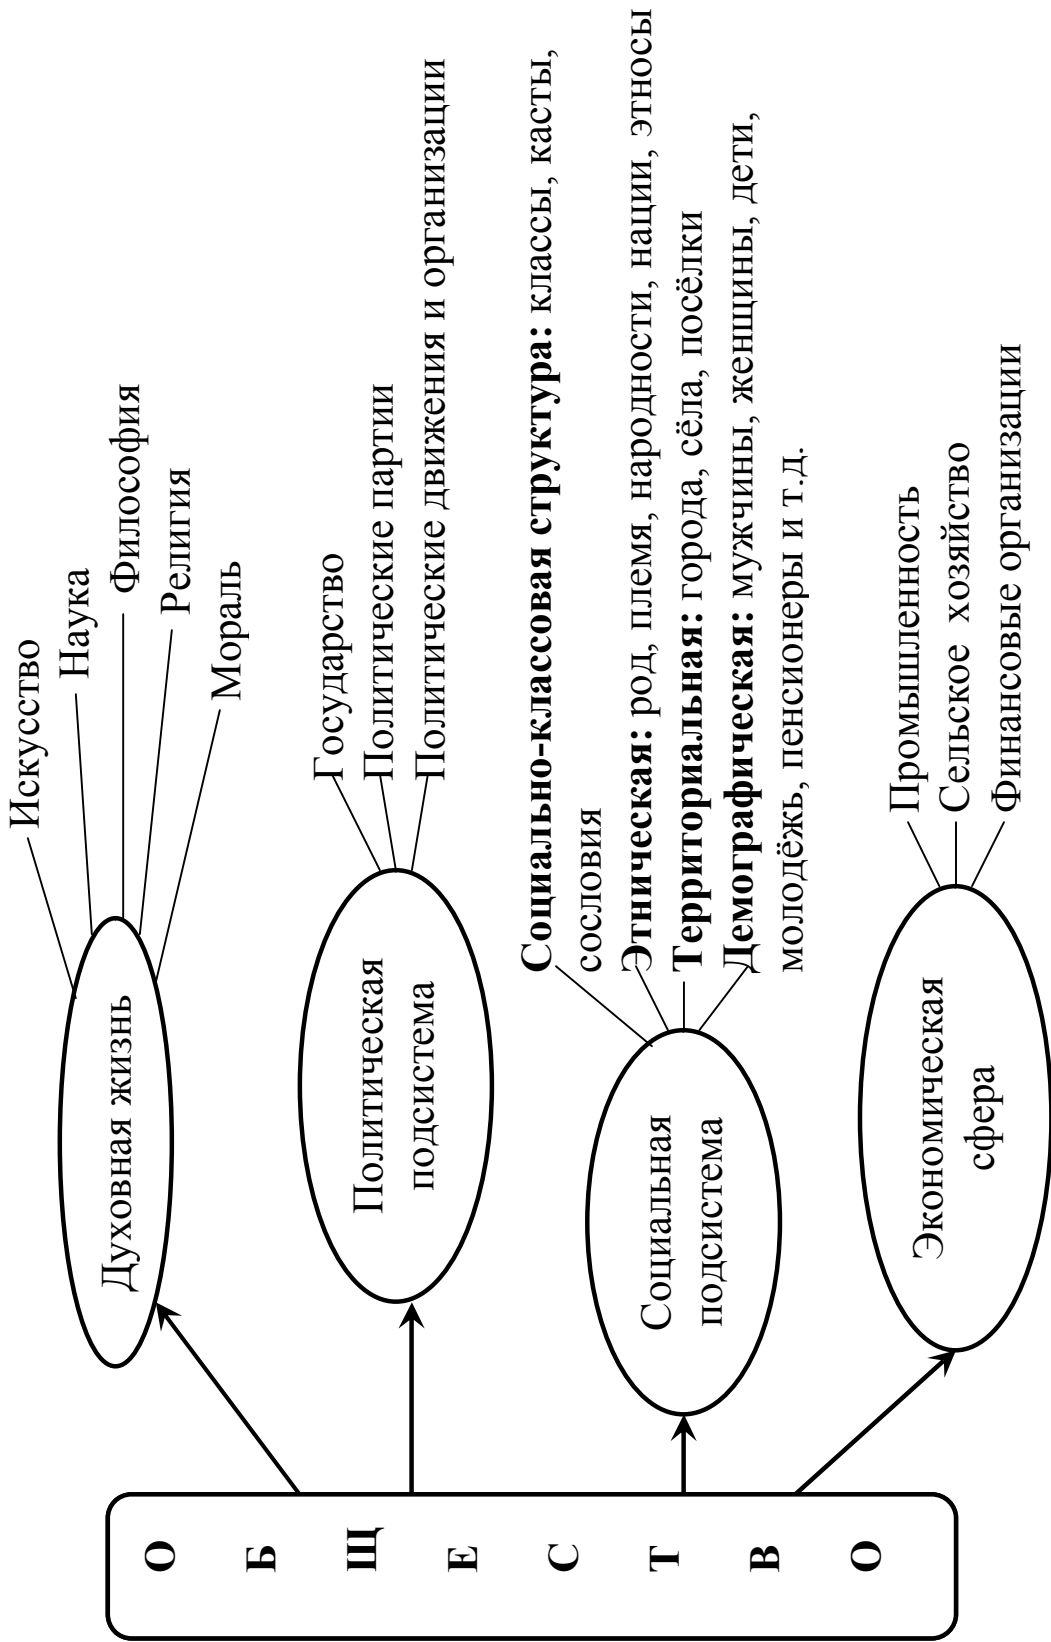 ОБЩЕСТВО
Духовная жизнь
Искусство
Наука
Философия
Религия
Мораль
Политическая
подсистема
Государство
Политические партии
Политические движения и организации
Социальная
подсистема
Социально-классовая структура: классы, касты,
сословия
Этническая: род, племя, народности, нации, этносы
Территориальная: города, сёла, посёлки
Демографическая: мужчины, женщины, дети,
молодёжь, пенсионеры и т.д.
Экономическая
сфера
Промышленность
Сельское хозяйство
Финансовые организации